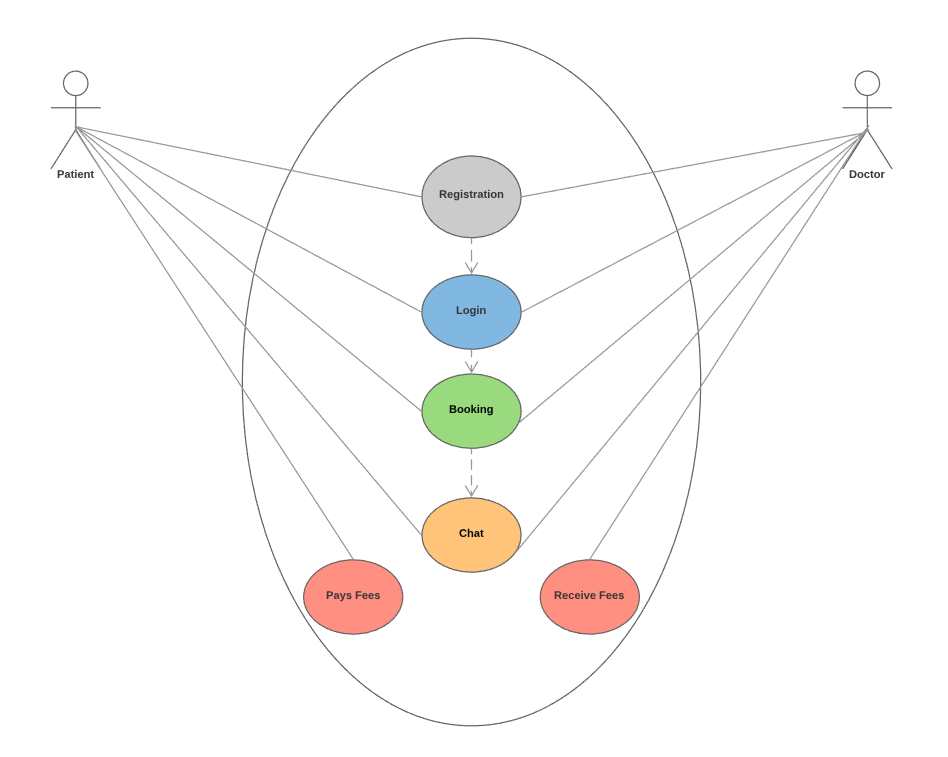 Patient
Doctor
Registration
Login
Booking
Chat
Pays Fees
Receive Fees